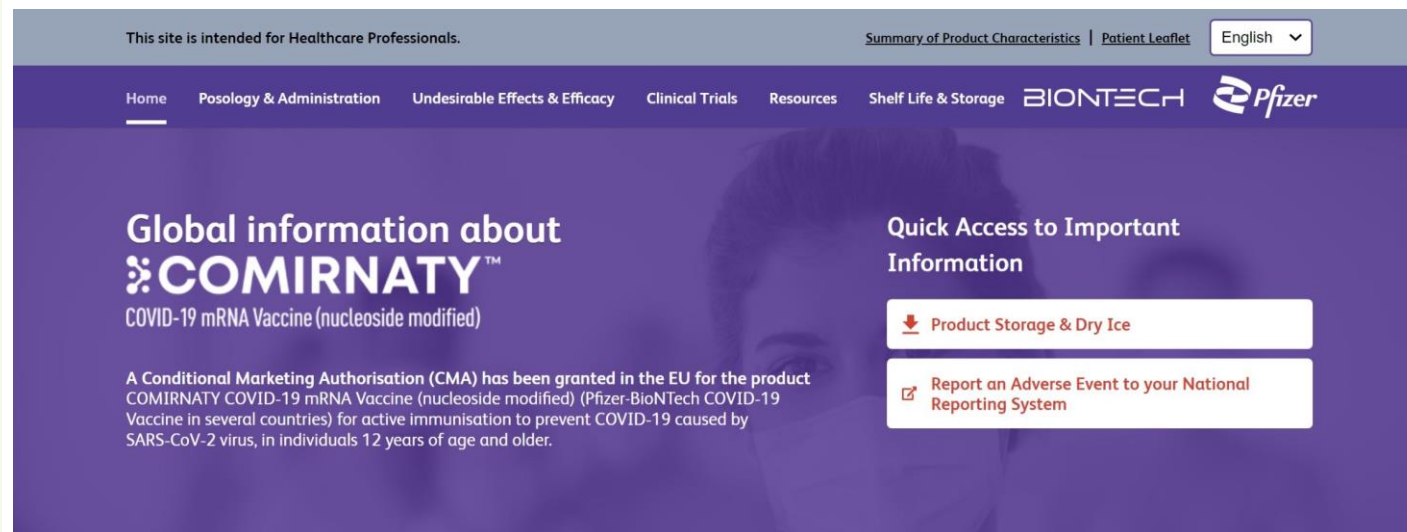 This site is intended for Healthcare Professionals.
Summary of Product Characteristics | Patient Leaflet
English
Home
Posology & Administration
Undesirable Effects & Efficacy
Clinical Trials
Resources
Shelf Life & Storage
BIONTECH
Pfizer
Global information about
COMIRNATY™
COVID-19 mRNA Vaccine (nucleoside modified)
A Conditional Marketing Authorisation (CMA) has been granted in the EU for the product
COMIRNATY COVID-19 mRNA Vaccine (nucleoside modified) (Pfizer-BioNTech COVID-19
Vaccine in several countries) for active immunisation to prevent COVID-19 caused by
SARS-CoV-2 virus, in individuals 12 years of age and older.
Quick Access to Important
Information
Product Storage & Dry Ice
Report an Adverse Event to your National
Reporting System